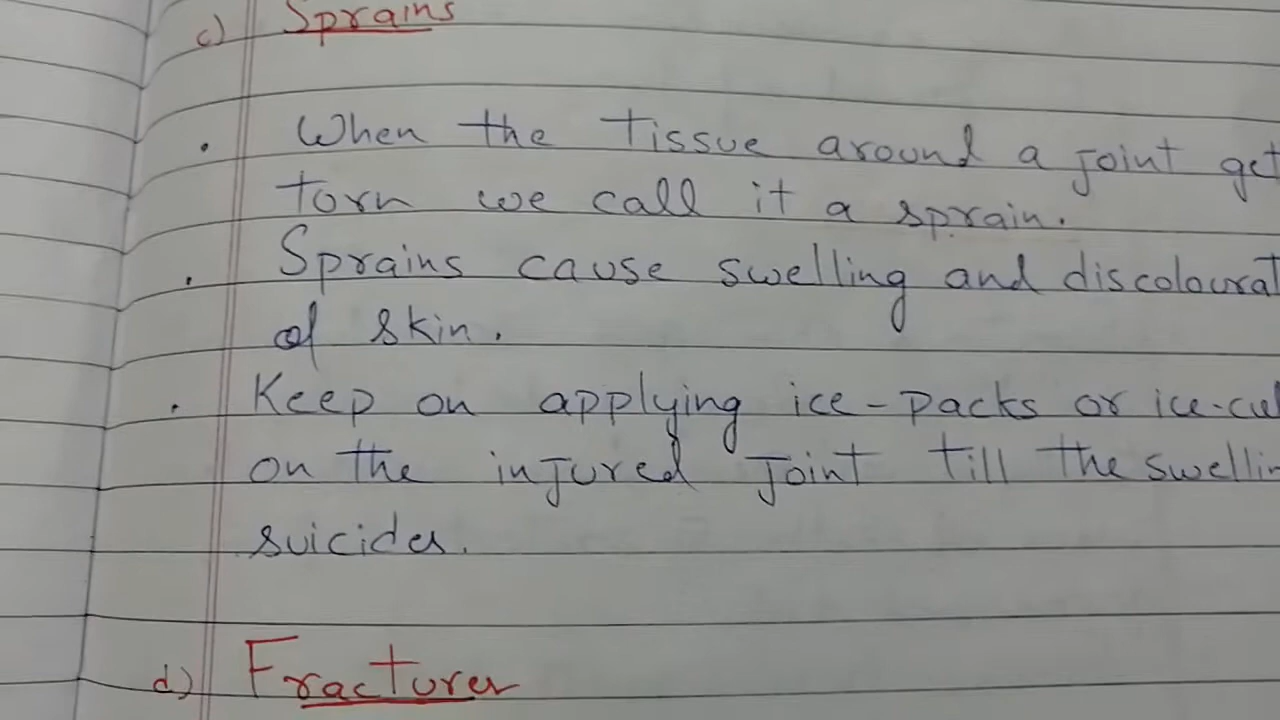 c) Sprains
. When the Tissue around a joint get
torn we call it a sprain.
. Sprains cause swelling and discolourat
of skin.
. Keep on applying ice-packs or ice-cu
on the injured joint till the swellin
suicides.
d) Fractures